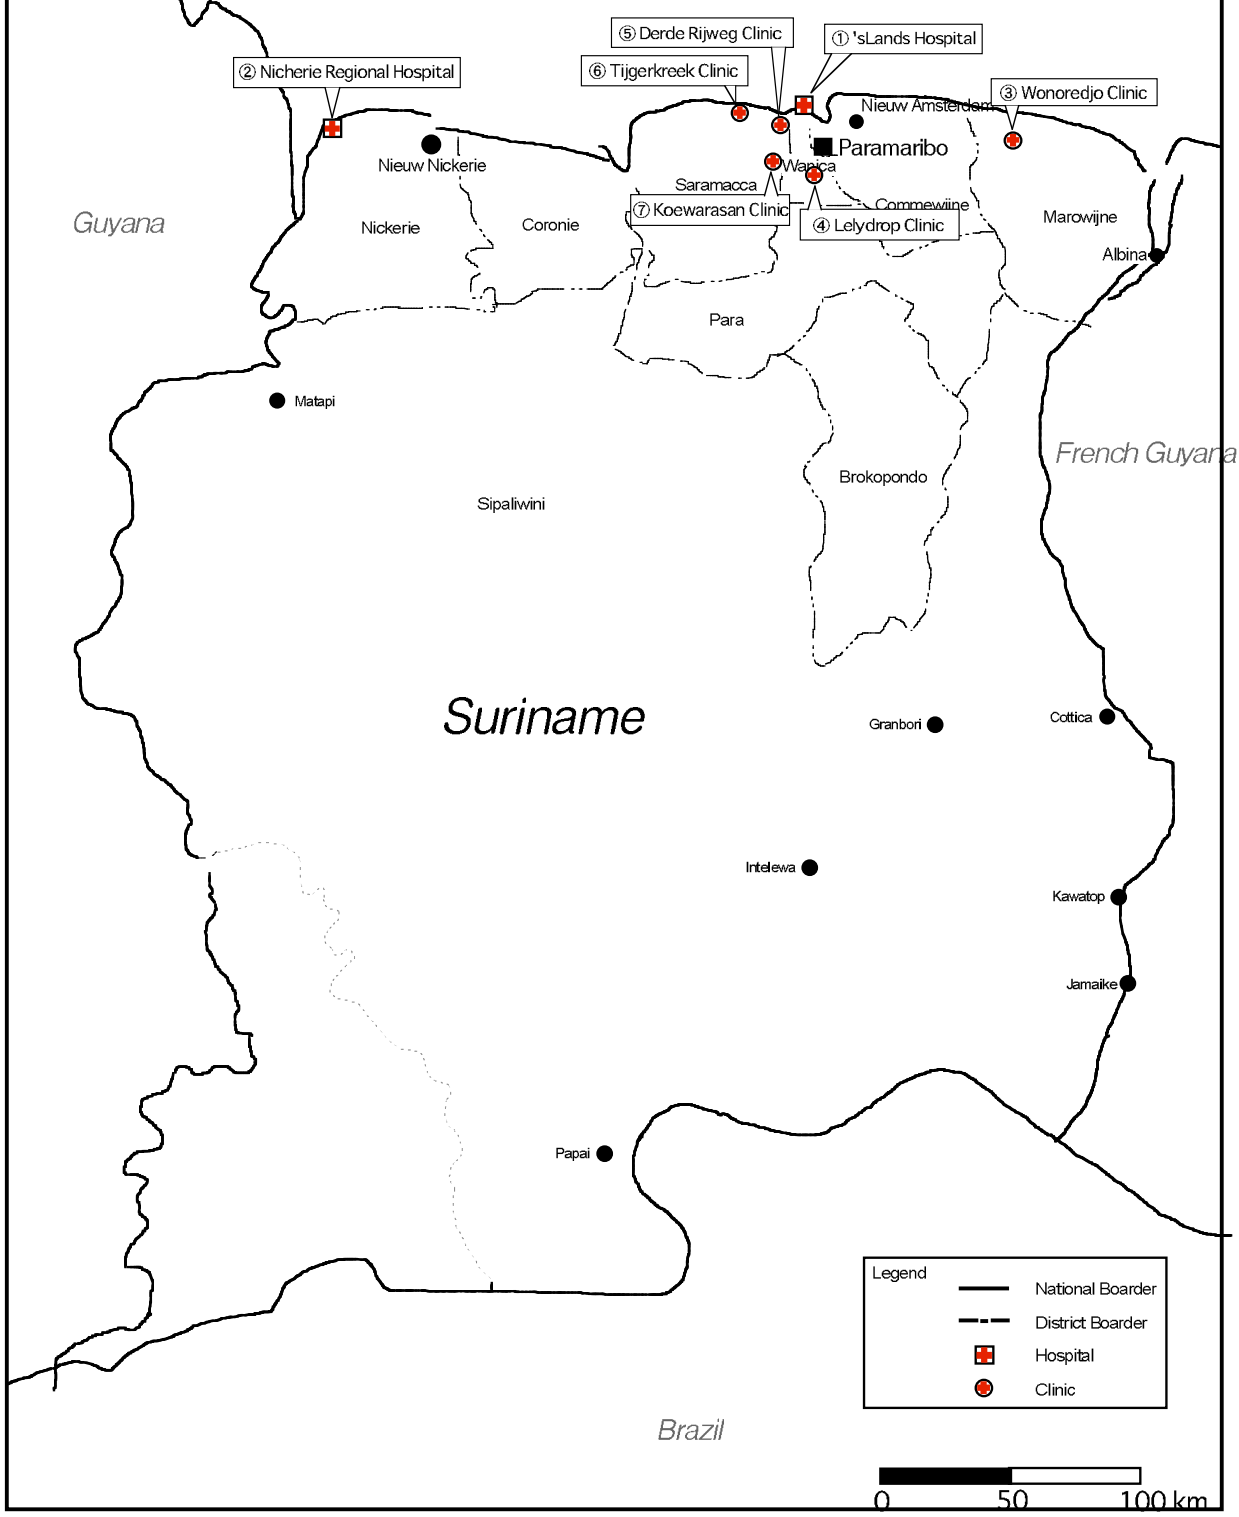 ⑤ Derde Rijweg Clinic
① 'sLands Hospital
② Nicherie Regional Hospital
⑥ Tijgerkreek Clinic
③ Wonoredjo Clinic
Nieuw Amsterdam
Paramaribo
Nieuw Nickerie
Wanica
Saramacca
⑦ Koewarasan Clinic
Commewijne
④ Lelydrop Clinic
Guyana
Nickerie
Coronie
Marowijne
Albina
Para
Matapi
French Guyana
Brokopondo
Sipaliwini
Suriname
Granbori
Cottica
Intelewa
Kawatop
Jamaike
Papai
Legend
National Boarder
District Boarder
Hospital
Clinic
Brazil
0 50 100 km